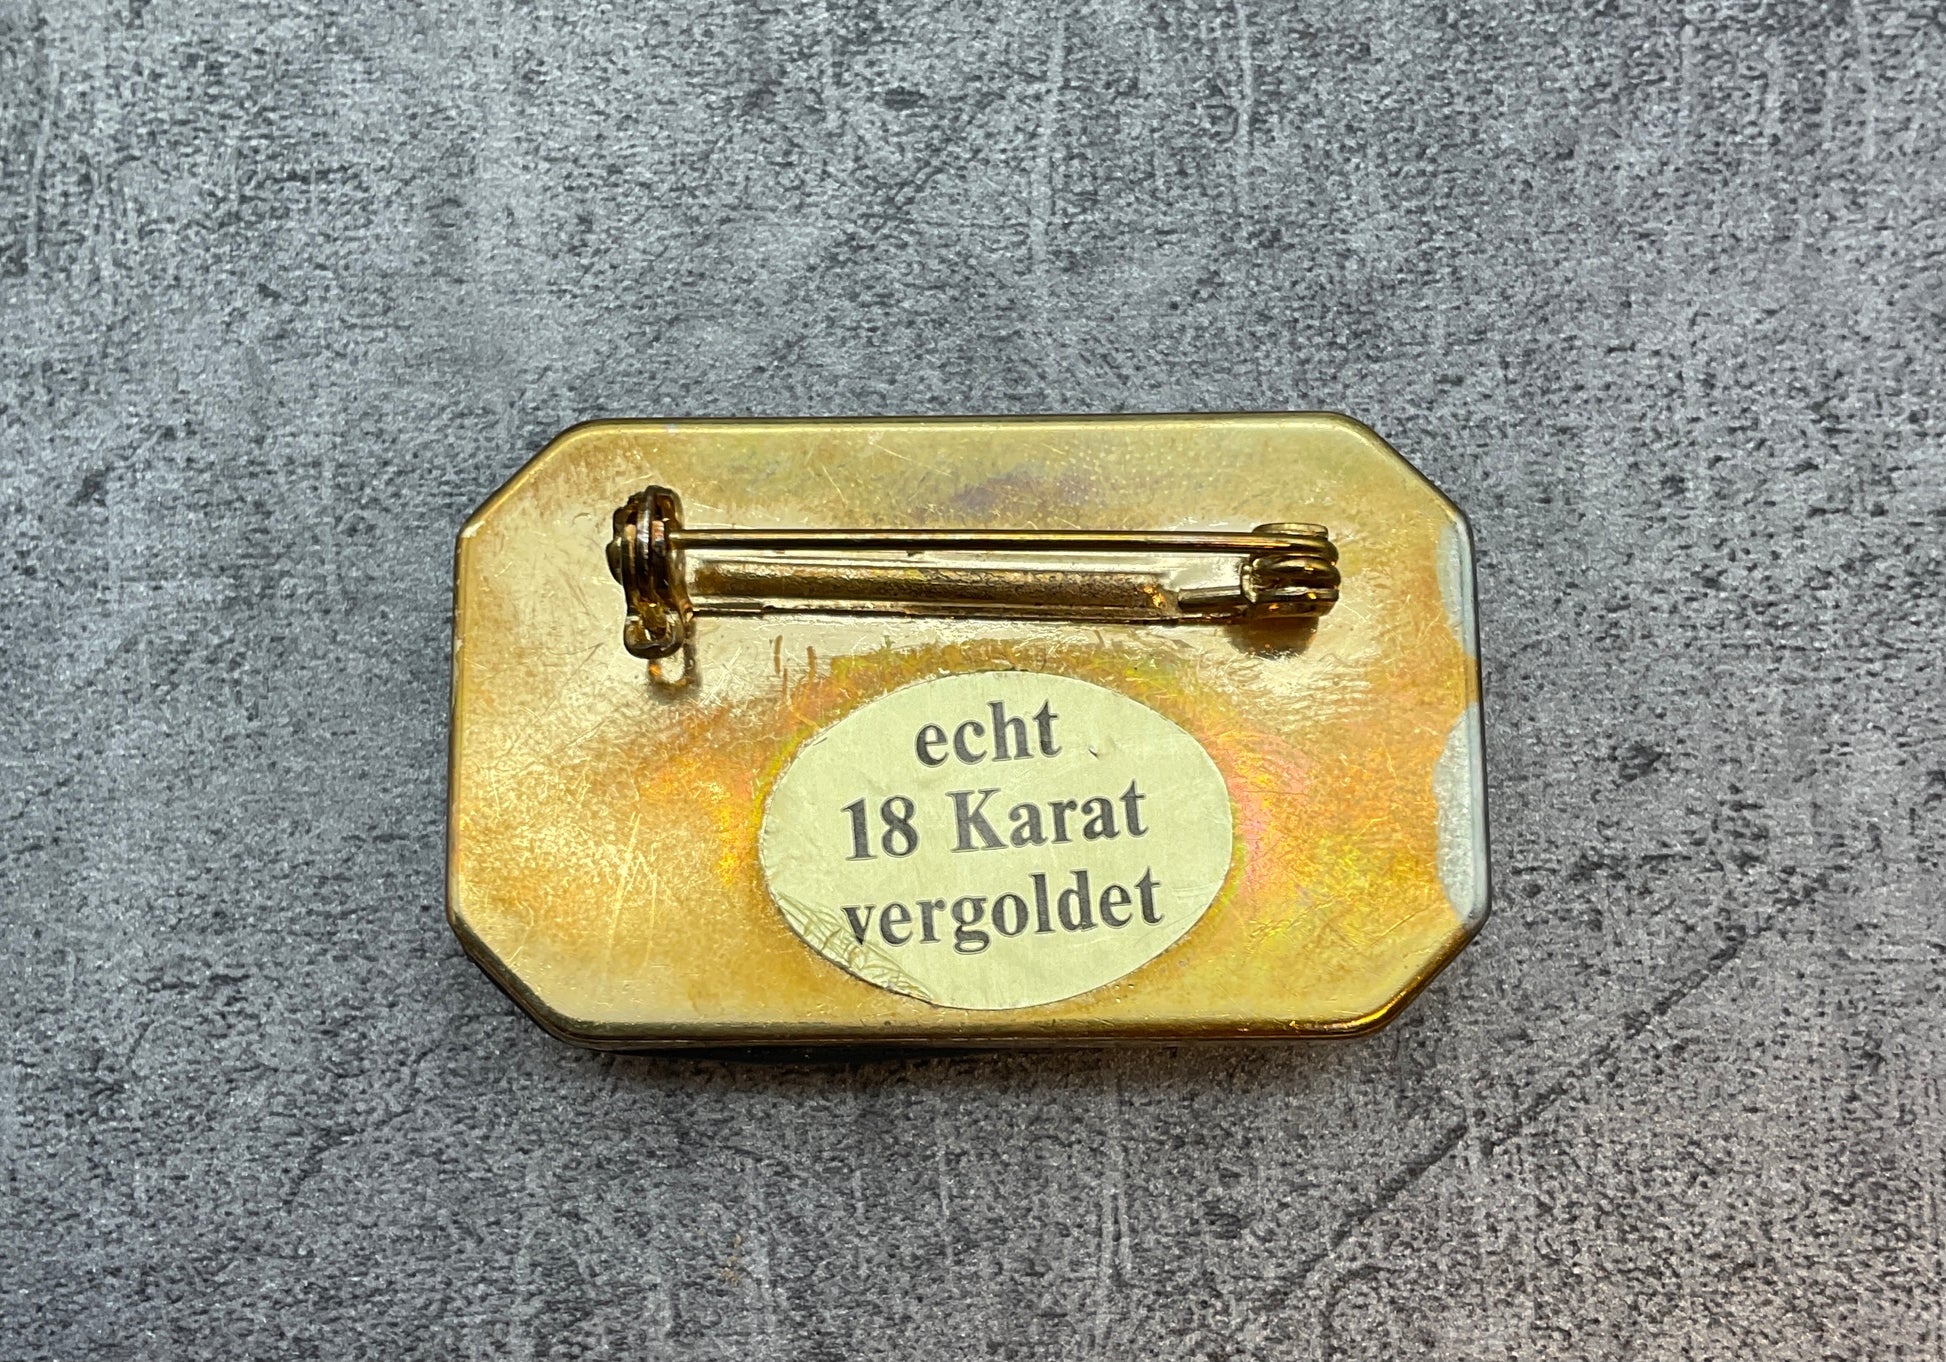 echt
18 Karat
vergoldet